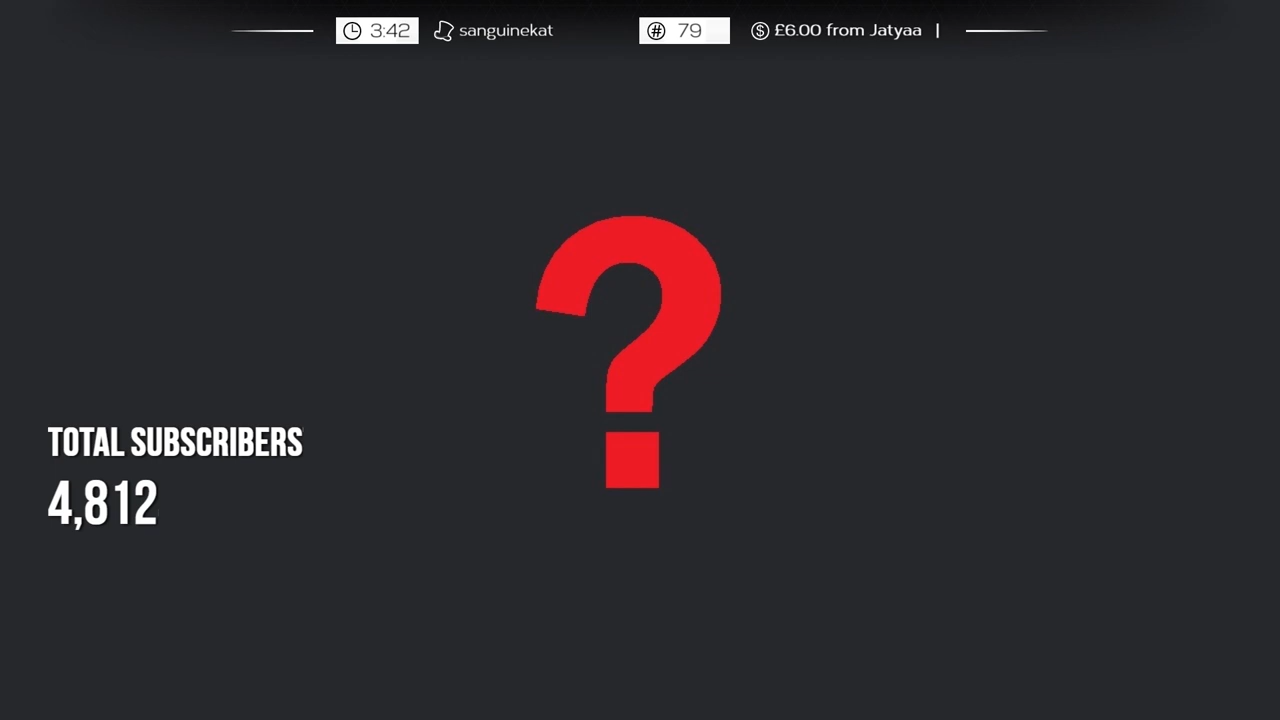 3:42 sanguinekat # 79 $ £6.00 from Jatyaa |
?
TOTAL SUBSCRIBERS
4,812